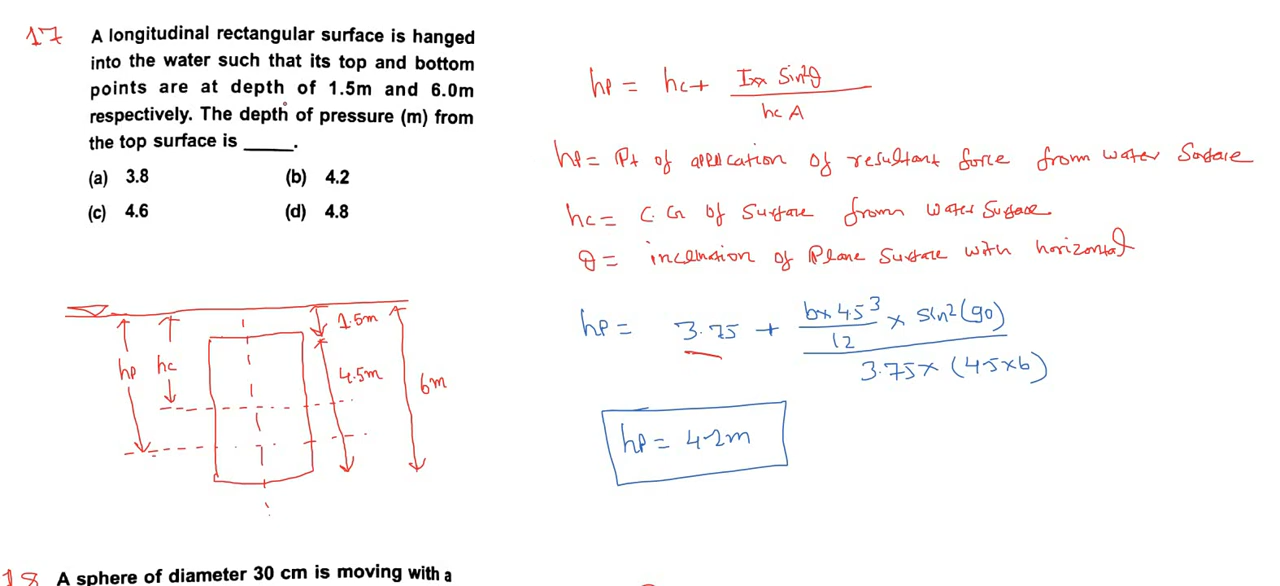 17 A longitudinal rectangular surface is hanged
into the water such that its top and bottom
points are at depth of 1.5m and 6.0m
respectively. The depth of pressure (m) from
the top surface is _____.
(a) 3.8 (b) 4.2
(c) 4.6 (d) 4.8
hp = hc + Ixx Sin²θ
hc A
hp = Pt of application of resultant force from water Surface
hc = C.G of Surface from water Surface
θ = inclination of Plane Surface with horizontal
1.5m
hp hc 4.5m 6m
hp = 3.75 + b×4.5³ × sin²(90)
12
3.75 × (4.5×b)
hp = 4.2m
18 A sphere of diameter 30 cm is moving with a